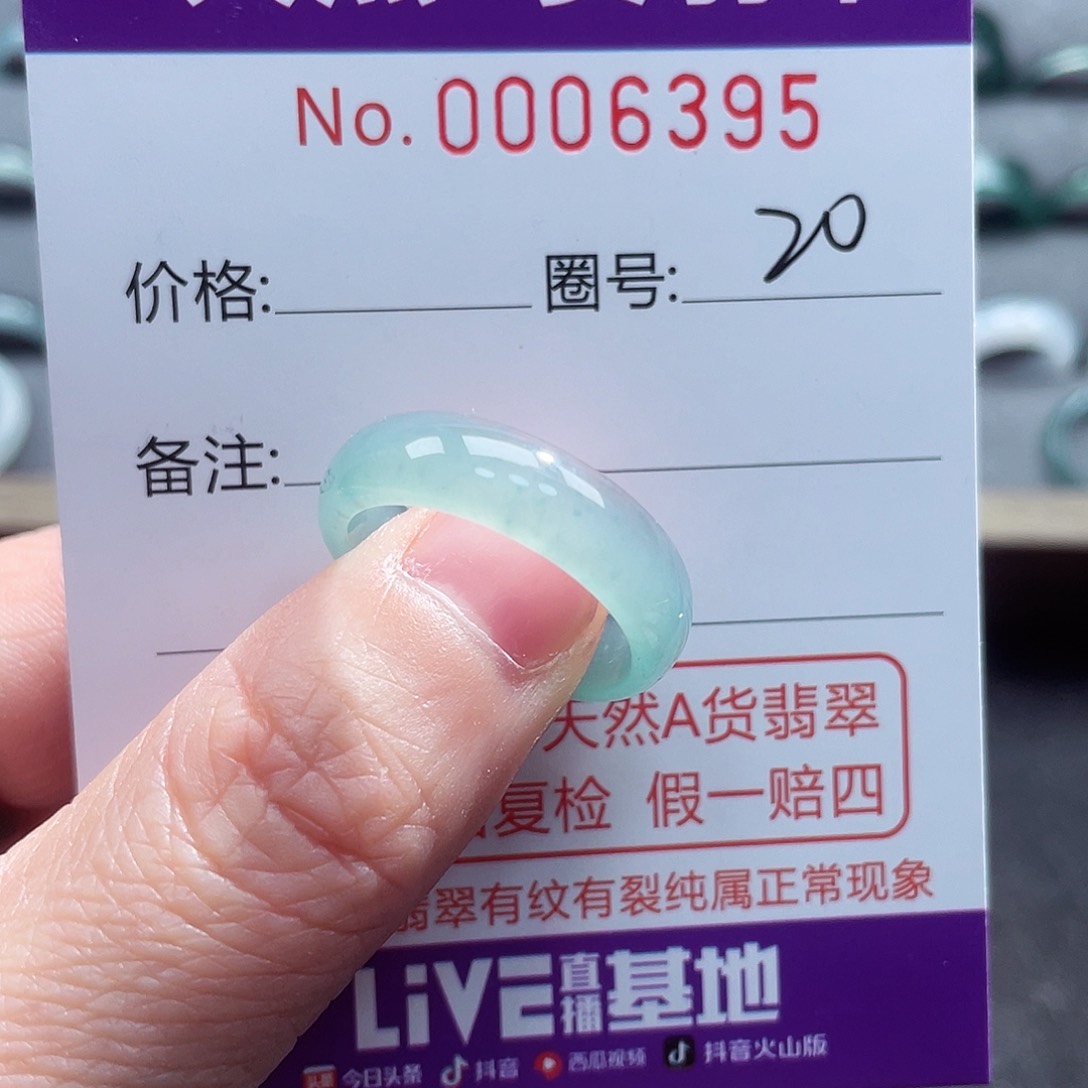 No. 0006395
价格: 圈号: 20
备注:
天然A货翡翠
复检 假一赔四
翡翠有纹有裂纯属正常现象
LiVE直播基地
头条 今日头条 抖音 西瓜视频 抖音火山版